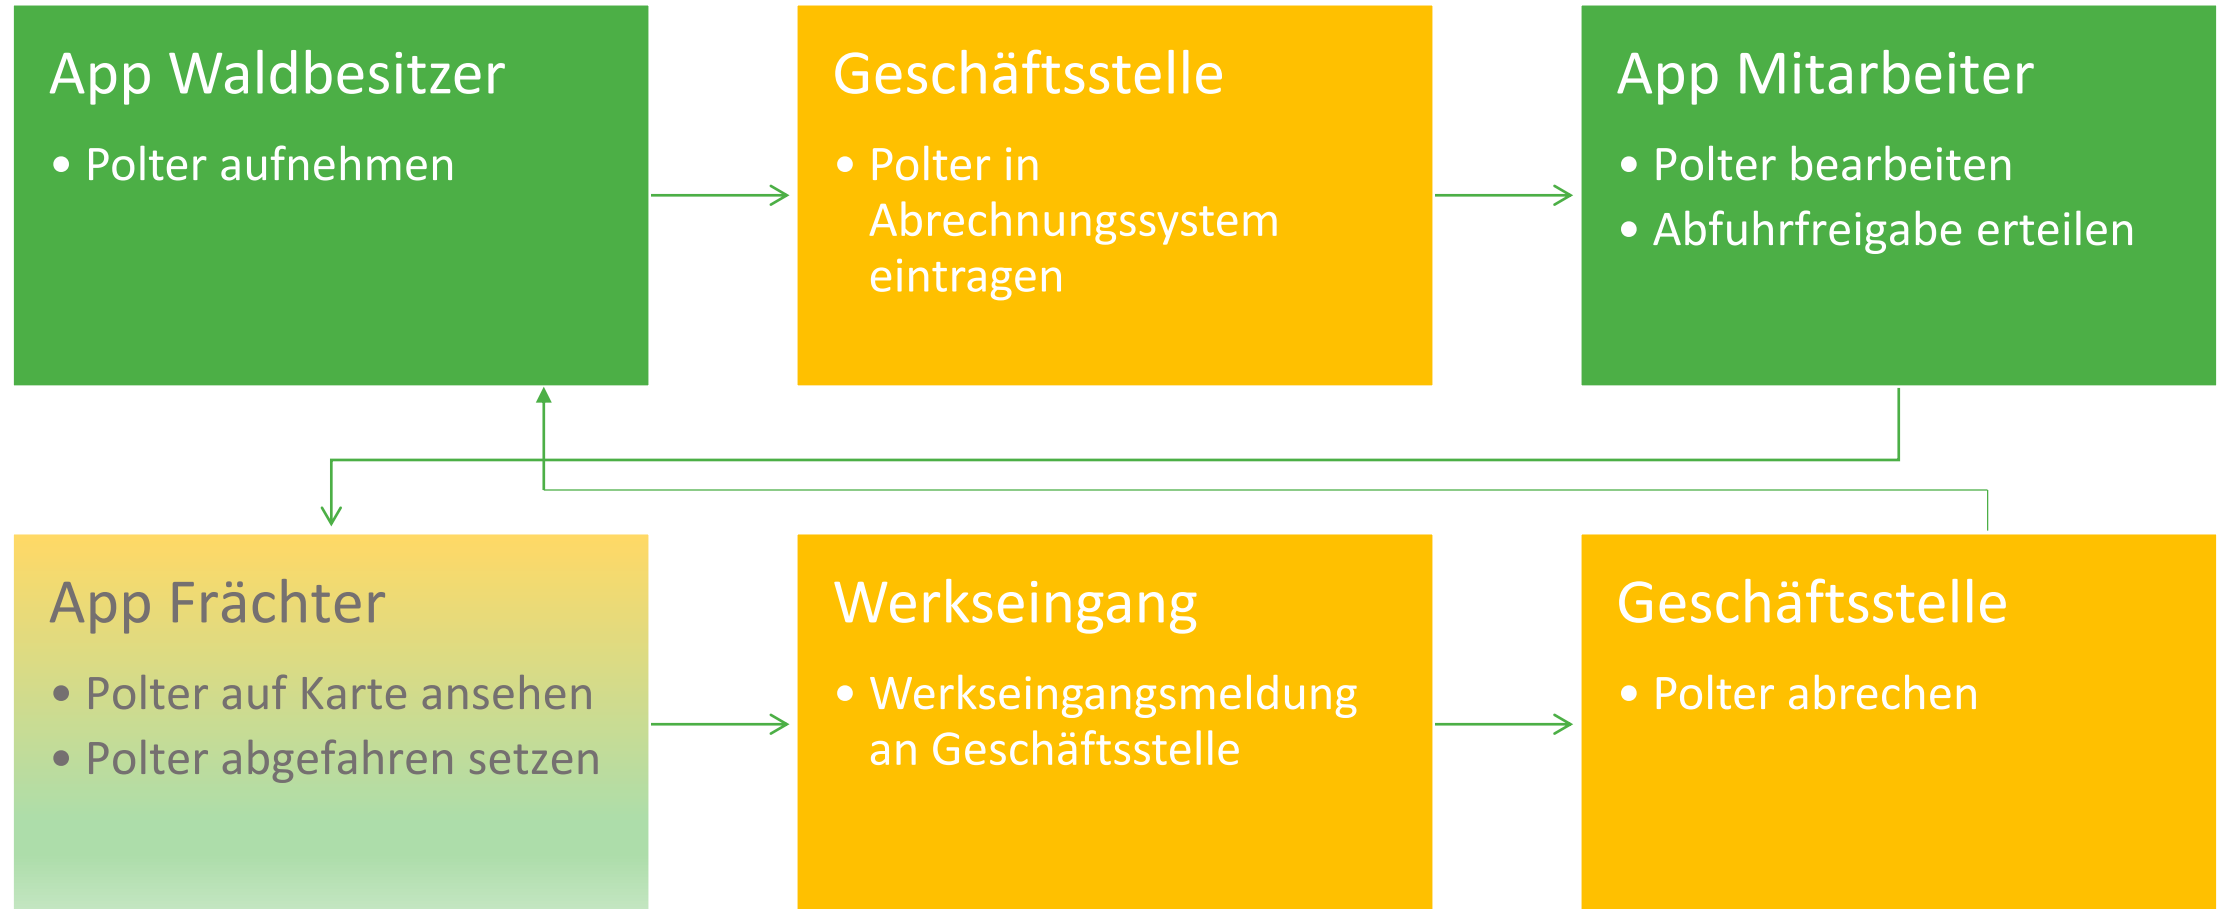 App Waldbesitzer
• Polter aufnehmen
Geschäftsstelle
• Polter in
Abrechnungssystem
eintragen
App Mitarbeiter
• Polter bearbeiten
• Abfuhrfreigabe erteilen
App Frächter
• Polter auf Karte ansehen
• Polter abgefahren setzen
Werkseingang
• Werkseingangsmeldung
an Geschäftsstelle
Geschäftsstelle
• Polter abrechen